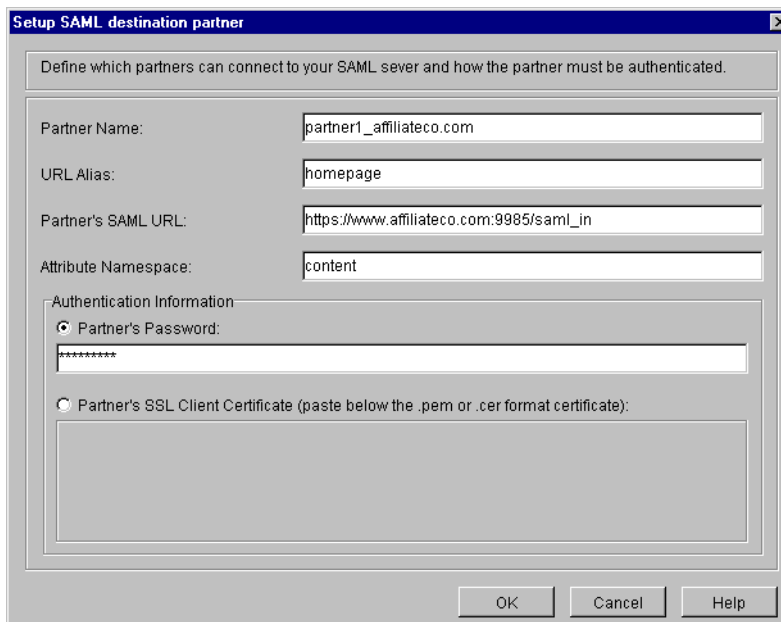 Setup SAML destination partner
Define which partners can connect to your SAML sever and how the partner must be authenticated.
Partner Name:
partner1_affiliateco.com
URL Alias:
homepage
Partner's SAML URL:
https://www.affiliateco.com:9985/saml_in
Attribute Namespace:
content
Authentication Information
Partner's Password:
*********
Partner's SSL Client Certificate (paste below the .pem or .cer format certificate):
OK
Cancel
Help